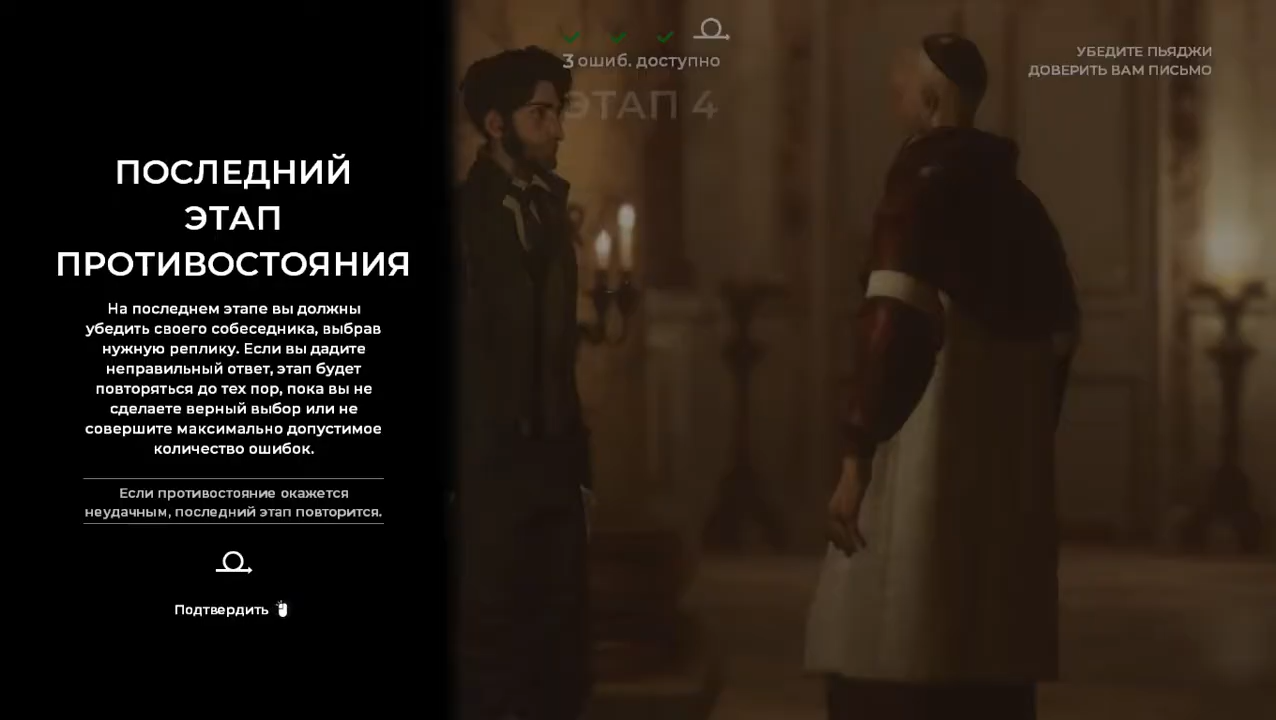 3 ошиб. доступно
ЭТАП 4
УБЕДИТЕ ПЬЯДЖИ
ДОВЕРИТЬ ВАМ ПИСЬМО
ПОСЛЕДНИЙ
ЭТАП
ПРОТИВОСТОЯНИЯ
На последнем этапе вы должны
убедить своего собеседника, выбрав
нужную реплику. Если вы дадите
неправильный ответ, этап будет
повторяться до тех пор, пока вы не
сделаете верный выбор или не
совершите максимально допустимое
количество ошибок.
Если противостояние окажется
неудачным, последний этап повторится.
Подтвердить